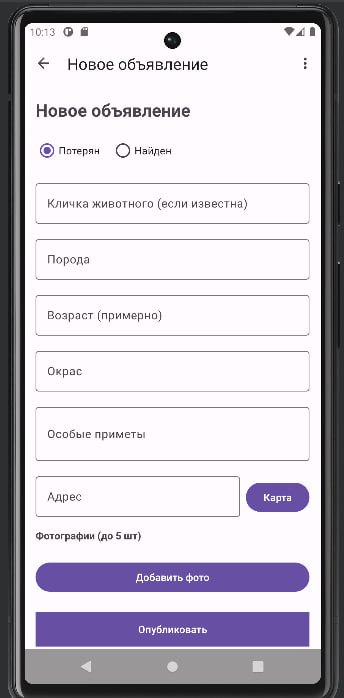 10:13
Новое объявление
Новое объявление
Потерян Найден
Кличка животного (если известна)
Порода
Возраст (примерно)
Окрас
Особые приметы
Адрес Карта
Фотографии (до 5 шт)
Добавить фото
Опубликовать